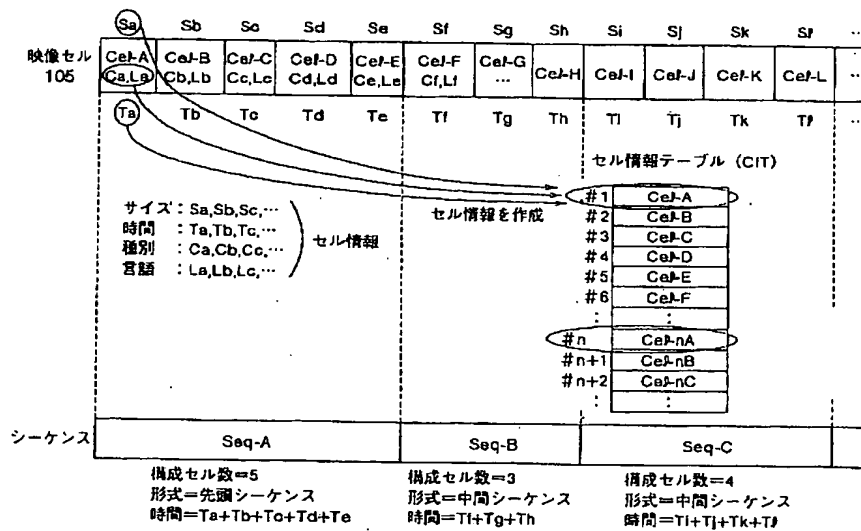 Sa Sb Sc Sd Se Sf Sg Sh Si Sj Sk Sℓ ‥
映像セル Ceℓ-A Ceℓ-B Ceℓ-C Ceℓ-D Ceℓ-E Ceℓ-F Ceℓ-G Ceℓ-H Ceℓ-I Ceℓ-J Ceℓ-K Ceℓ-L …
105 Ca,La Cb,Lb Cc,Lc Cd,Ld Ce,Le Cf,Lf …
Ta Tb Tc Td Te Tf Tg Th Ti Tj Tk Tℓ ‥
セル情報テーブル (CIT)
#1 Ceℓ-A
#2 Ceℓ-B
#3 Ceℓ-C
#4 Ceℓ-D
#5 Ceℓ-E
#6 Ceℓ-F
: :
#n Ceℓ-nA
#n+1 Ceℓ-nB
#n+2 Ceℓ-nC
: :
セル情報を作成
サイズ:Sa,Sb,Sc,…
時間 :Ta,Tb,Tc,…
種別 :Ca,Cb,Cc,…
言語 :La,Lb,Lc,…
セル情報
シーケンス Seq-A Seq-B Seq-C
構成セル数=5
形式=先頭シーケンス
時間=Ta+Tb+Tc+Td+Te
構成セル数=3
形式=中間シーケンス
時間=Tf+Tg+Th
構成セル数=4
形式=中間シーケンス
時間=Ti+Tj+Tk+Tℓ